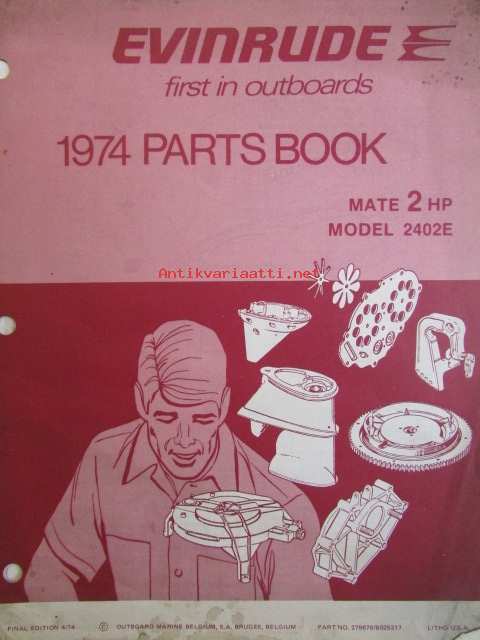 EVINRUDE
first in outboards
1974 PARTS BOOK
MATE 2 HP
MODEL 2402E
Antikvariaatti.net
FINAL EDITION 4/74 © OUTBOARD MARINE BELGIUM, S.A. BRUGES, BELGIUM PART NO. LITHO U.S.A.